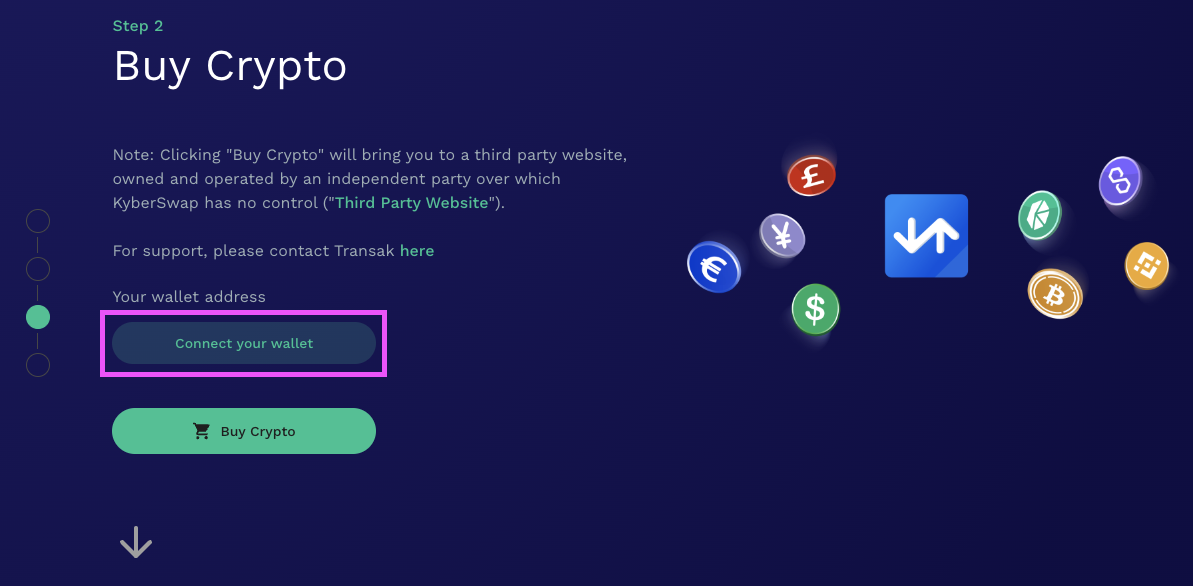 Step 2
Buy Crypto
Note: Clicking "Buy Crypto" will bring you to a third party website,
owned and operated by an independent party over which
KyberSwap has no control ("Third Party Website").
For support, please contact Transak here
Your wallet address
Connect your wallet
Buy Crypto
£
¥
€
$